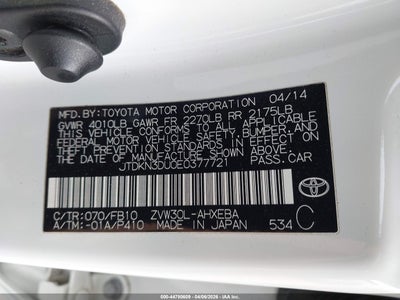 MFD. BY: TOYOTA MOTOR CORPORATION 04/14
GVWR 4010LB GAWR FR 2270LB RR 2175LB
THIS VEHICLE CONFORMS TO ALL APPLICABLE
FEDERAL MOTOR VEHICLE SAFETY, BUMPER, AND
THEFT PREVENTION STANDARDS IN EFFECT ON
THE DATE OF MANUFACTURE SHOWN ABOVE.
JTDKN3DU0E0377721 PASS. CAR
C/TR: 070/FB10 ZVW30L-AHXEBA
A/TM: -01A/P410 MADE IN JAPAN 534 C
TOYOTA